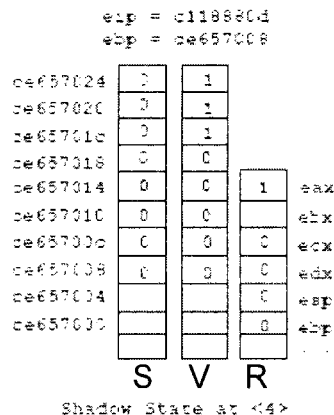 eip = c118880d
ebp = ce657008
ce657024 0 1
ce657020 0 1
ce65701c 0 1
ce657018 0 0
ce657014 0 0 1 eax
ce657010 0 0 ebx
ce65700c 0 0 0 ecx
ce657008 0 0 0 edx
ce657004 0 esp
ce657000 0 ebp
S V R
Shadow State at <4>